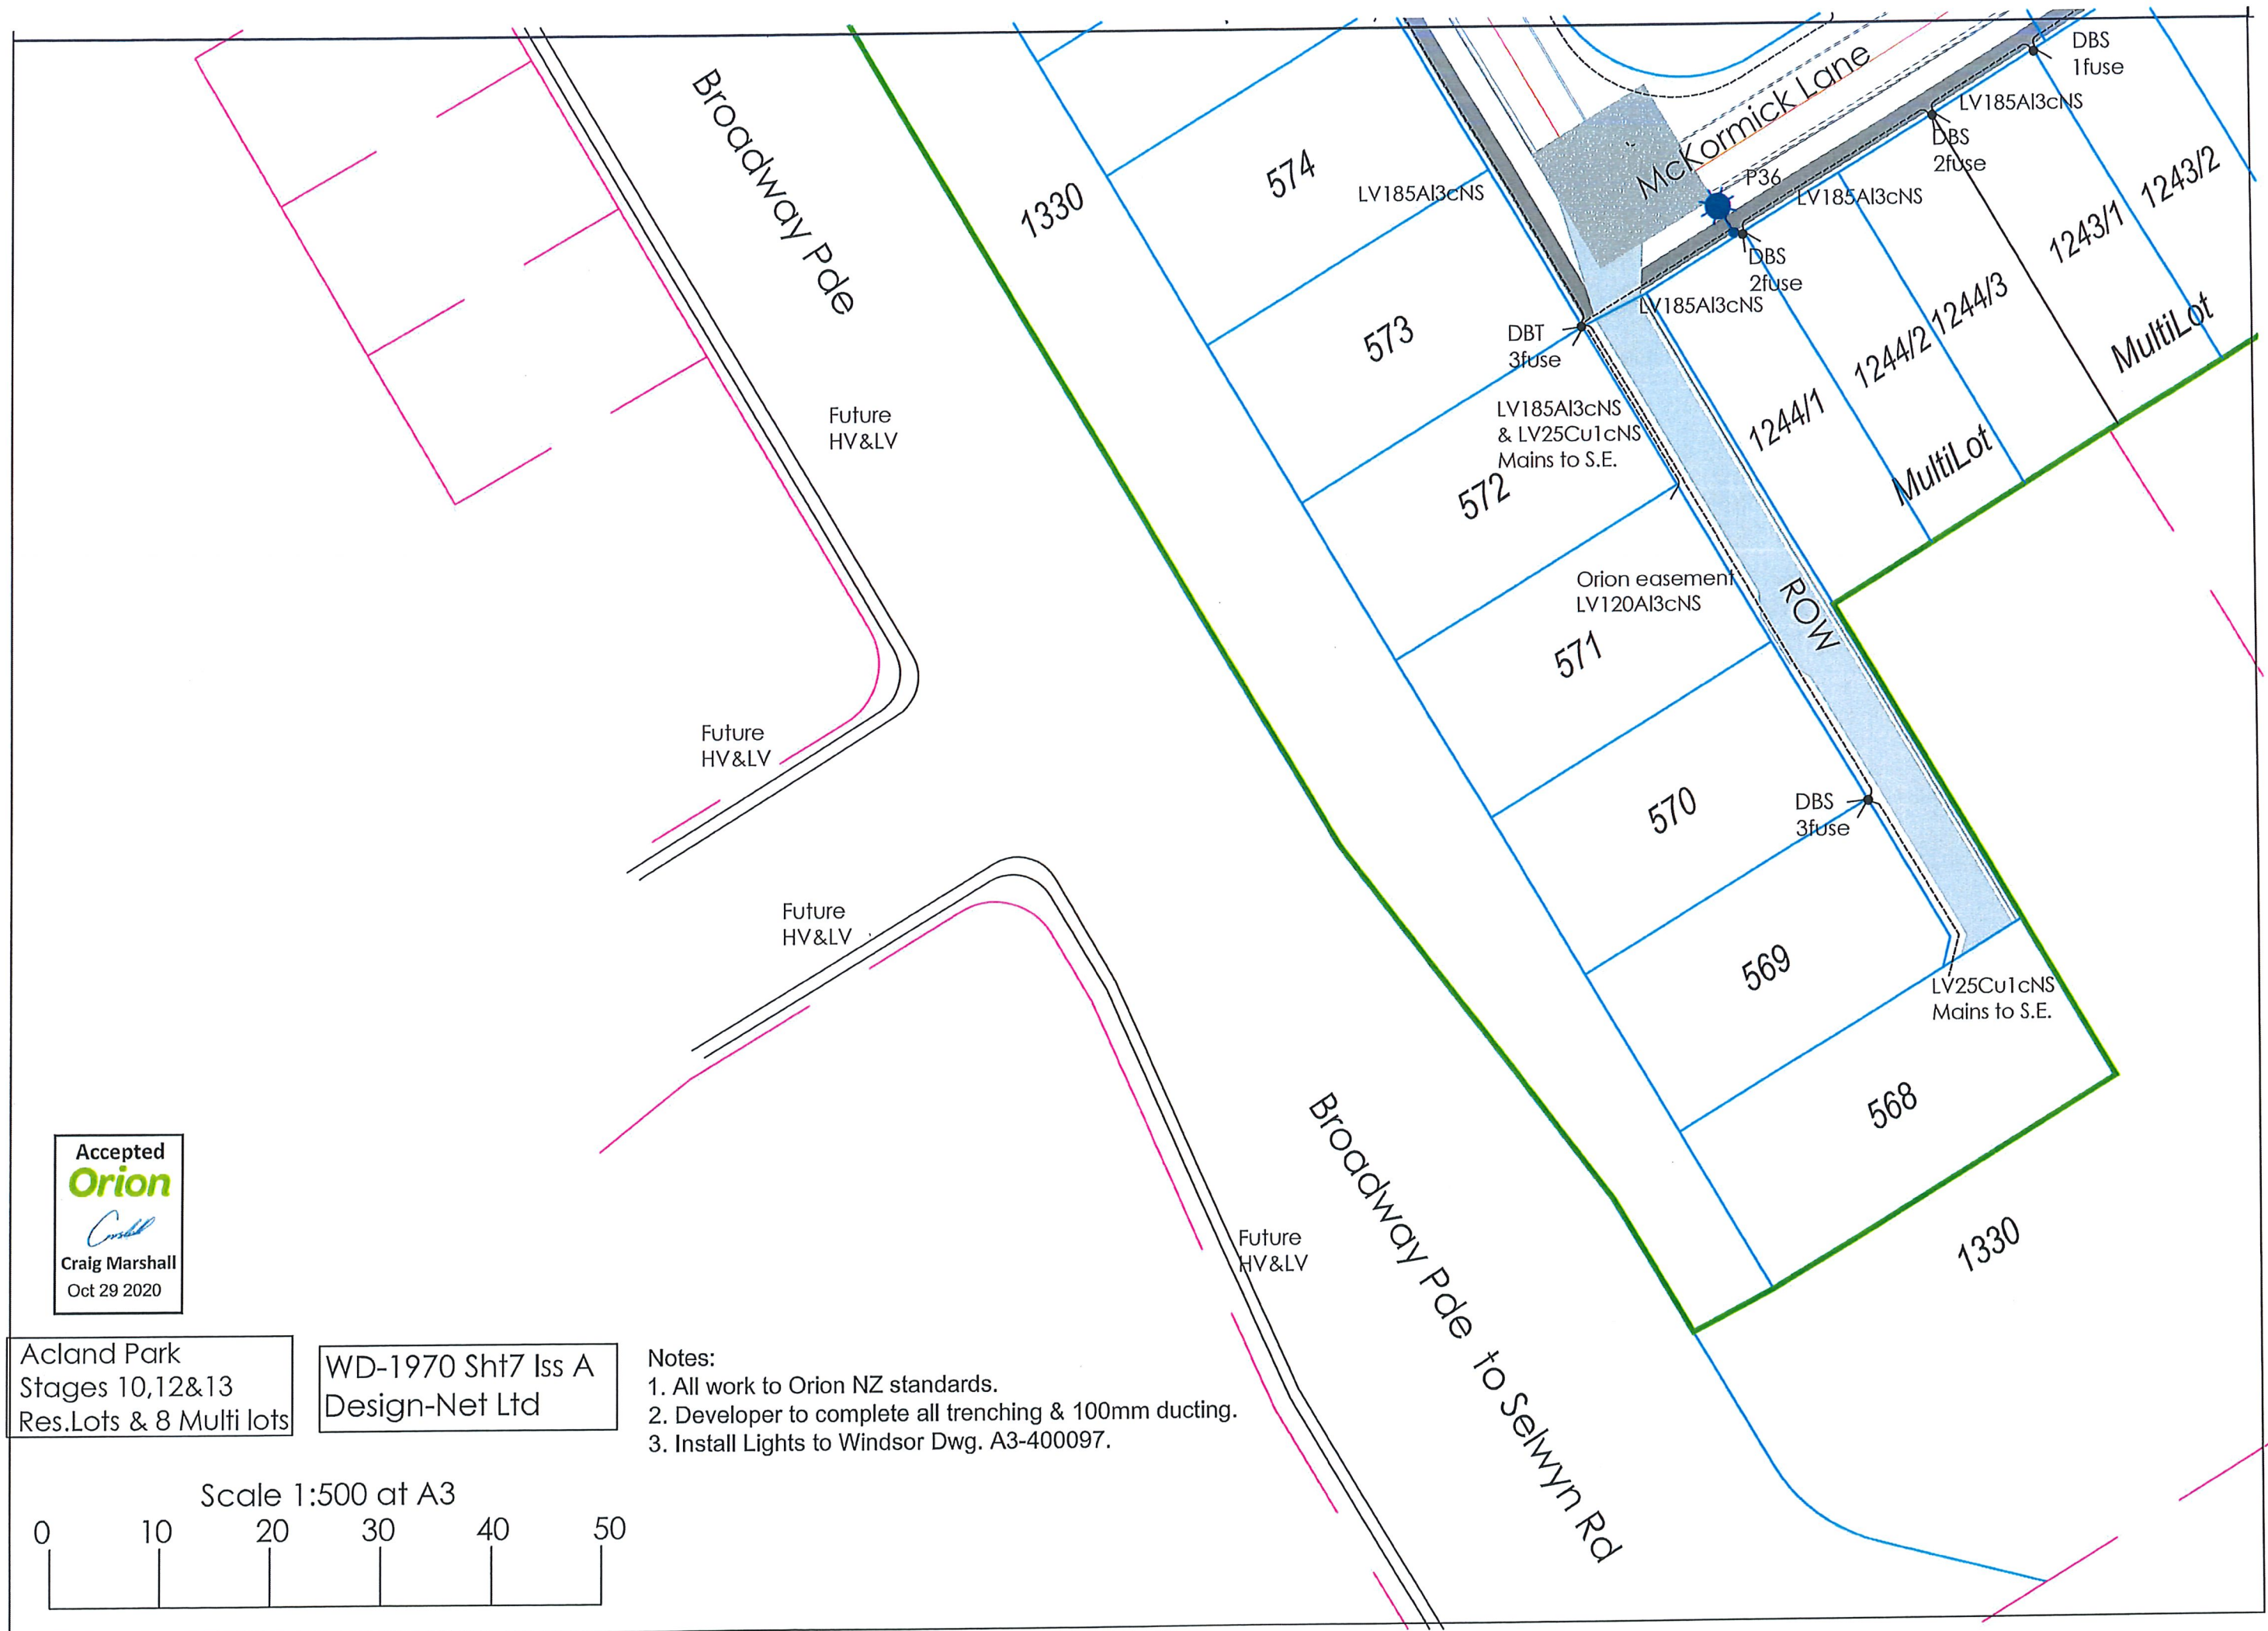 Broadway Pde
1330
574
573
572
571
570
569
568
1330
McKormick Lane
P36
DBS
1fuse
LV185Al3cNS
DBS
2fuse
LV185Al3cNS
LV185Al3cNS
DBS
2fuse
LV185Al3cNS
DBT
3fuse
LV185Al3cNS
& LV25Cu1cNS
Mains to S.E.
1243/2
1243/1
MultiLot
1244/3
1244/2
1244/1
MultiLot
Orion easement
LV120Al3cNS
ROW
DBS
3fuse
LV25Cu1cNS
Mains to S.E.
Future
HV&LV
Future
HV&LV
Future
HV&LV
Future
HV&LV
Broadway Pde to Selwyn Rd
Accepted
Orion
Craig Marshall
Oct 29 2020
Acland Park
Stages 10,12&13
Res.Lots & 8 Multi lots
WD-1970 Sht7 Iss A
Design-Net Ltd
Notes:
1. All work to Orion NZ standards.
2. Developer to complete all trenching & 100mm ducting.
3. Install Lights to Windsor Dwg. A3-400097.
Scale 1:500 at A3
0 10 20 30 40 50